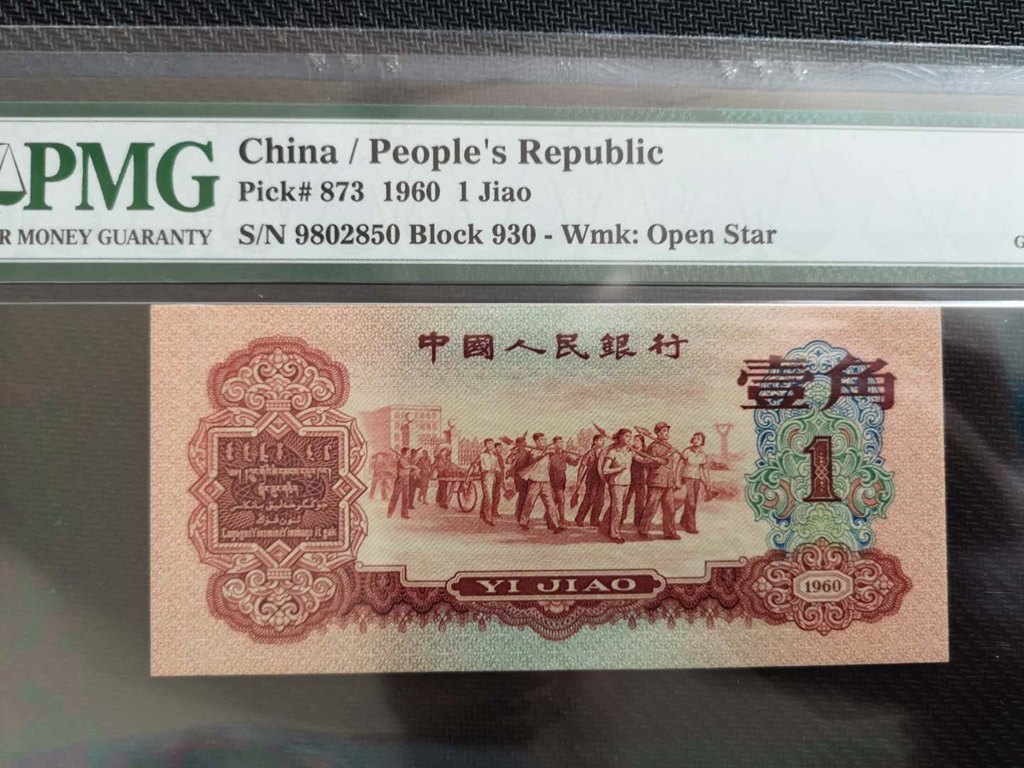 PMG
R MONEY GUARANTY
China / People's Republic
Pick# 873 1960 1 Jiao
S/N 9802850 Block 930 - Wmk: Open Star
G
中國人民銀行
壹角
1
YI JIAO
1960